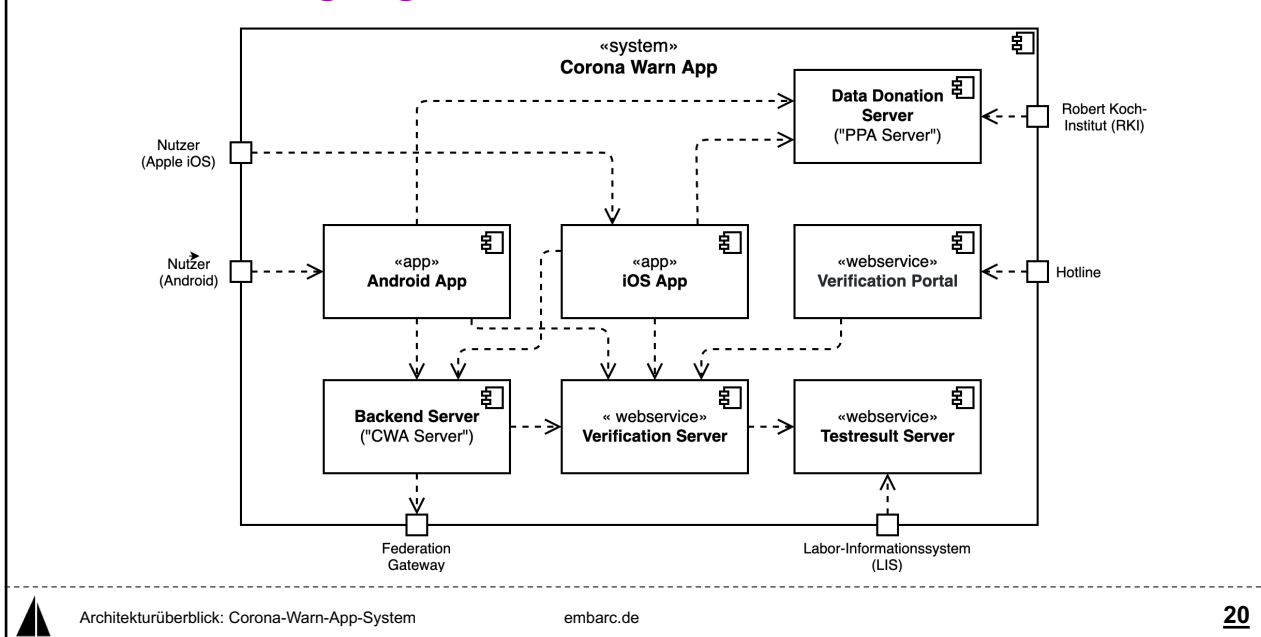 «system»
Corona Warn App
Data Donation
Server
("PPA Server")
Robert Koch-
Institut (RKI)
Nutzer
(Apple iOS)
Nutzer
(Android)
«app»
Android App
«app»
iOS App
«webservice»
Verification Portal
Hotline
Backend Server
("CWA Server")
« webservice»
Verification Server
«webservice»
Testresult Server
Federation
Gateway
Labor-Informationssystem
(LIS)
Architekturüberblick: Corona-Warn-App-System
embarc.de
20